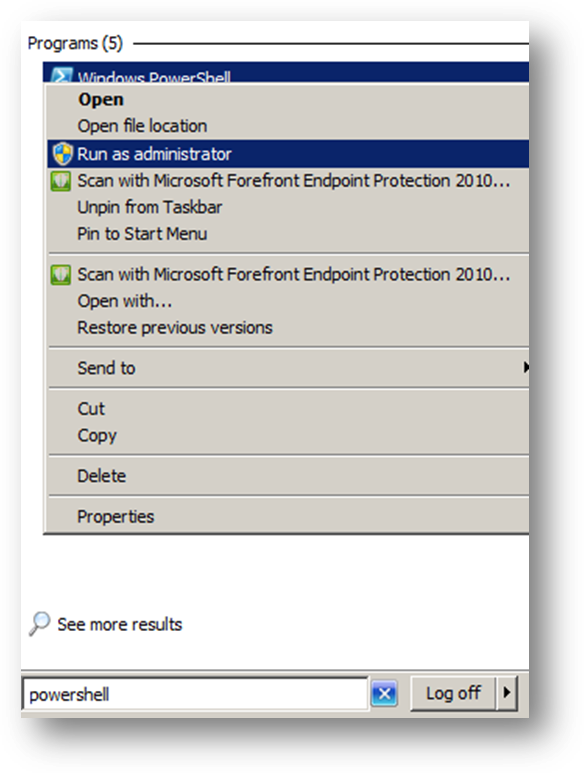 Programs (5)
Windows PowerShell
Open
Open file location
Run as administrator
Scan with Microsoft Forefront Endpoint Protection 2010...
Unpin from Taskbar
Pin to Start Menu
Scan with Microsoft Forefront Endpoint Protection 2010...
Open with...
Restore previous versions
Send to
Cut
Copy
Delete
Properties
See more results
powershell
Log off